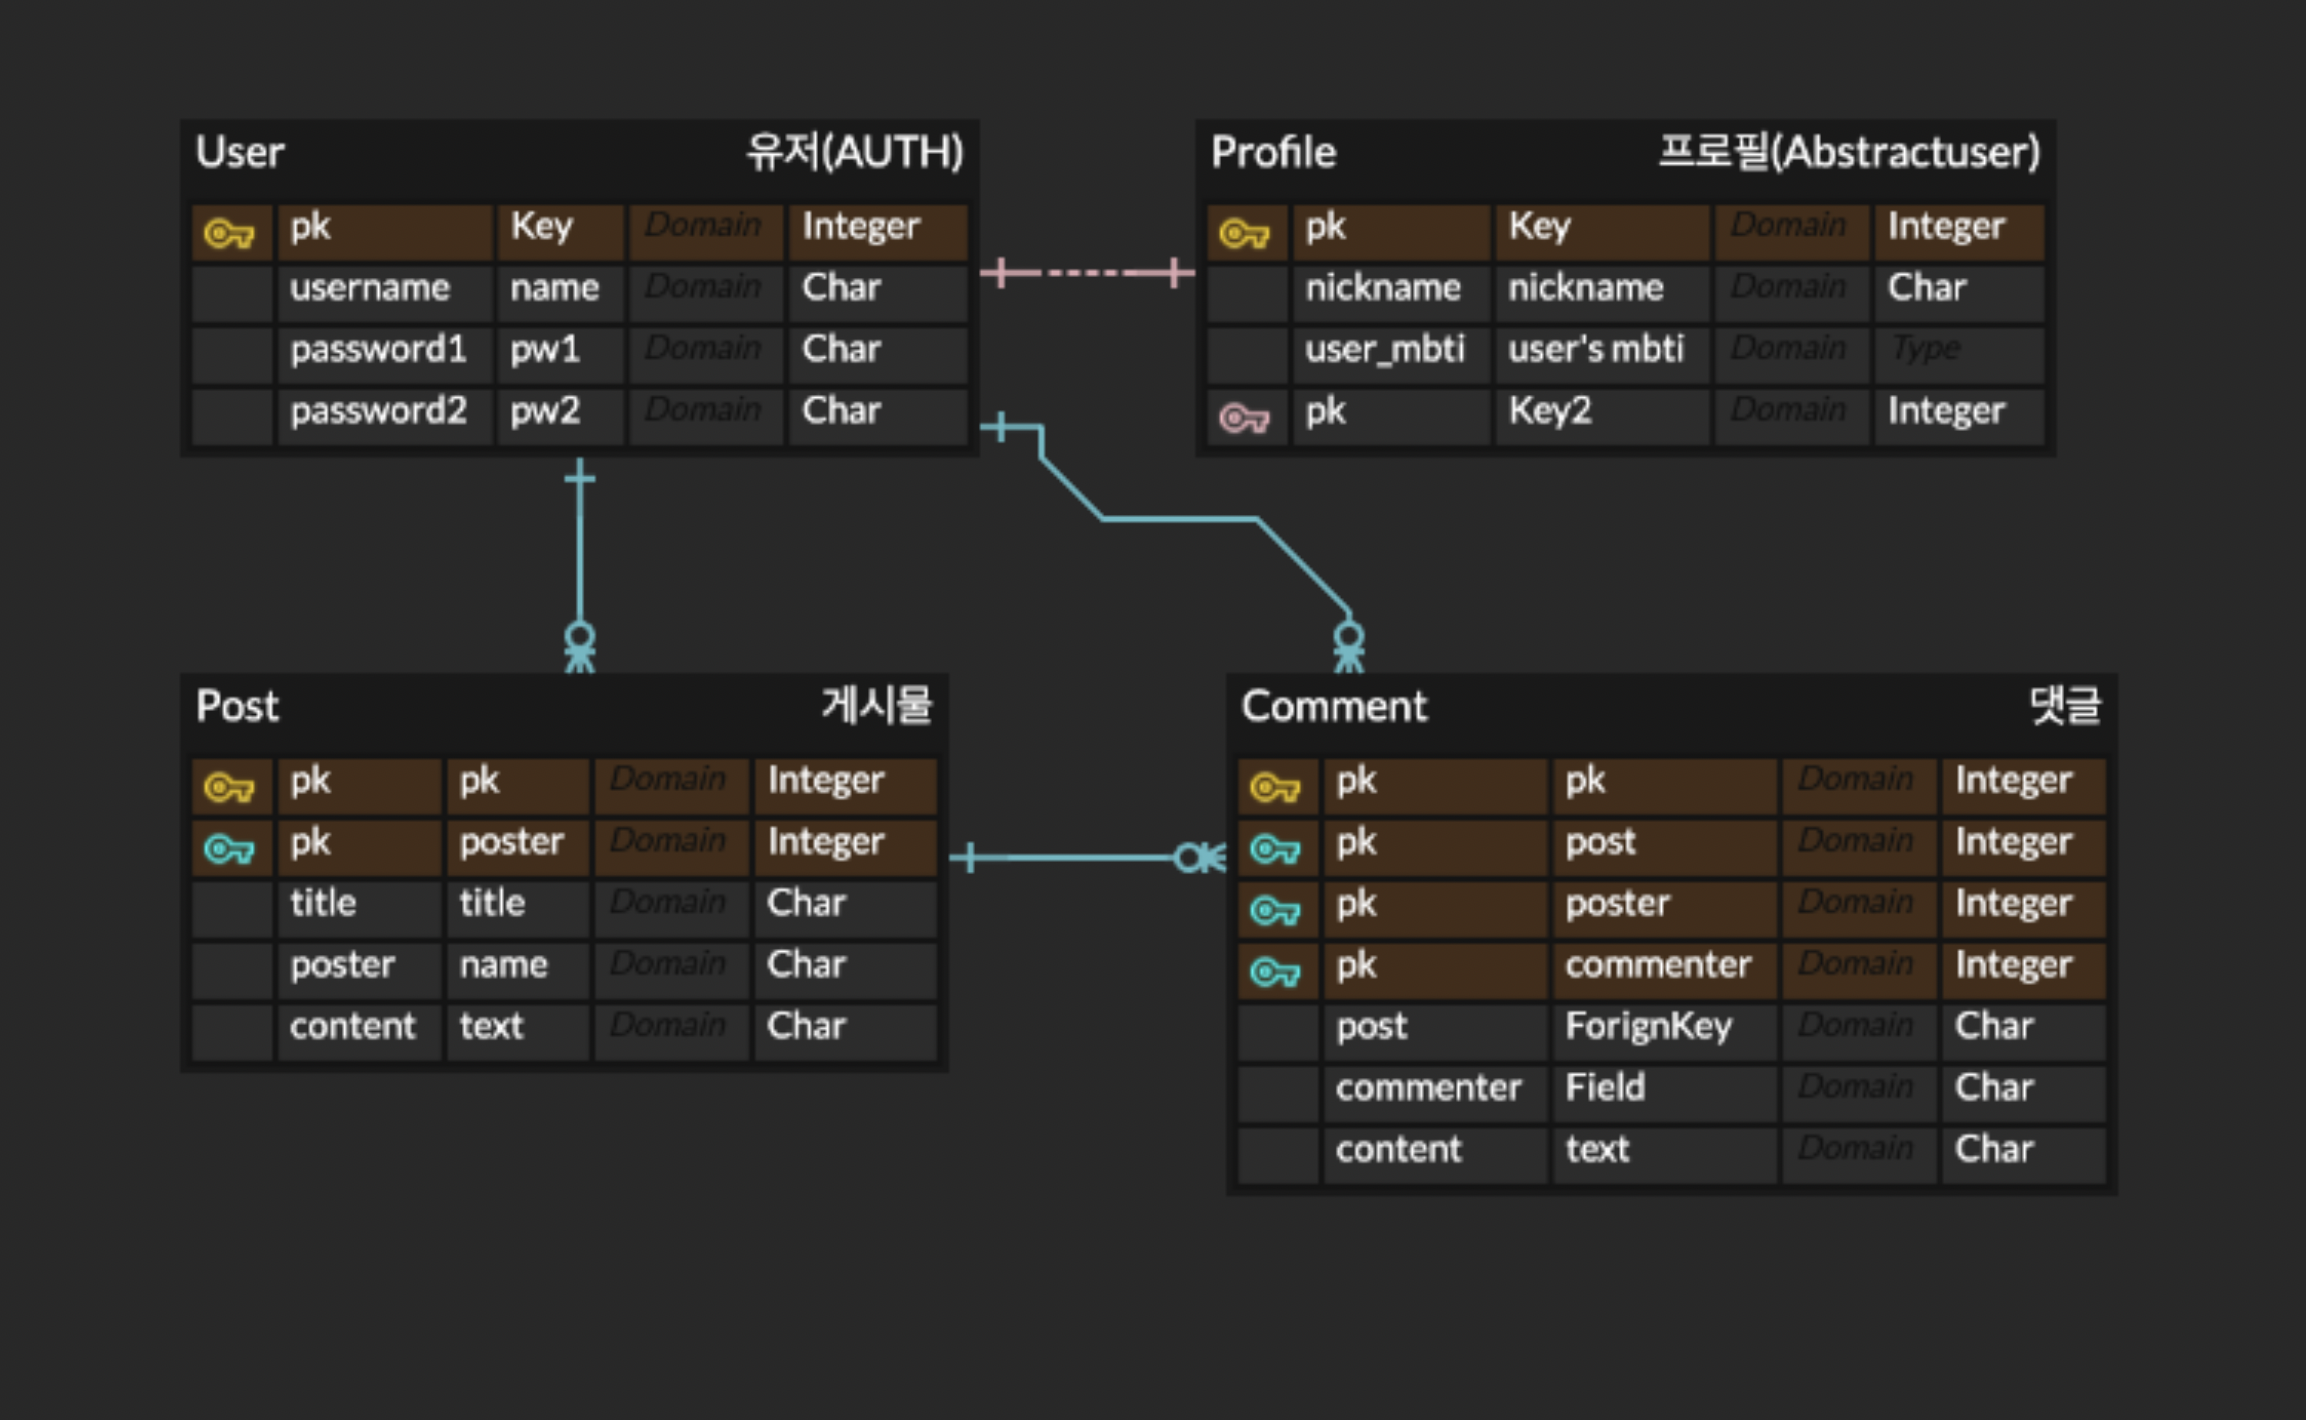 User 유저(AUTH)
pk Key Domain Integer
username name Domain Char
password1 pw1 Domain Char
password2 pw2 Domain Char
Profile 프로필(Abstractuser)
pk Key Domain Integer
nickname nickname Domain Char
user_mbti user's mbti Domain Type
pk Key2 Domain Integer
Post 게시물
pk pk Domain Integer
pk poster Domain Integer
title title Domain Char
poster name Domain Char
content text Domain Char
Comment 댓글
pk pk Domain Integer
pk post Domain Integer
pk poster Domain Integer
pk commenter Domain Integer
post ForignKey Domain Char
commenter Field Domain Char
content text Domain Char